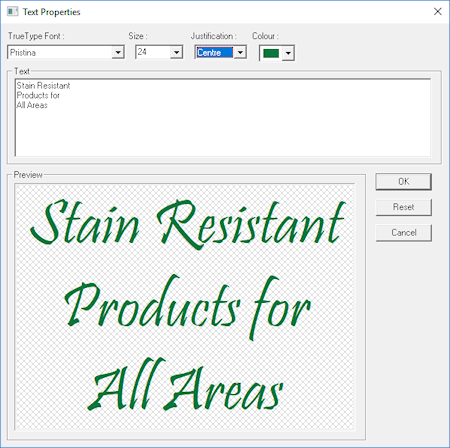 Text Properties
TrueType Font :
Size :
Justification :
Colour :
Pristina
24
Centre
Text
Stain Resistant
Products for
All Areas
Preview
Stain Resistant
Products for
All Areas
OK
Reset
Cancel